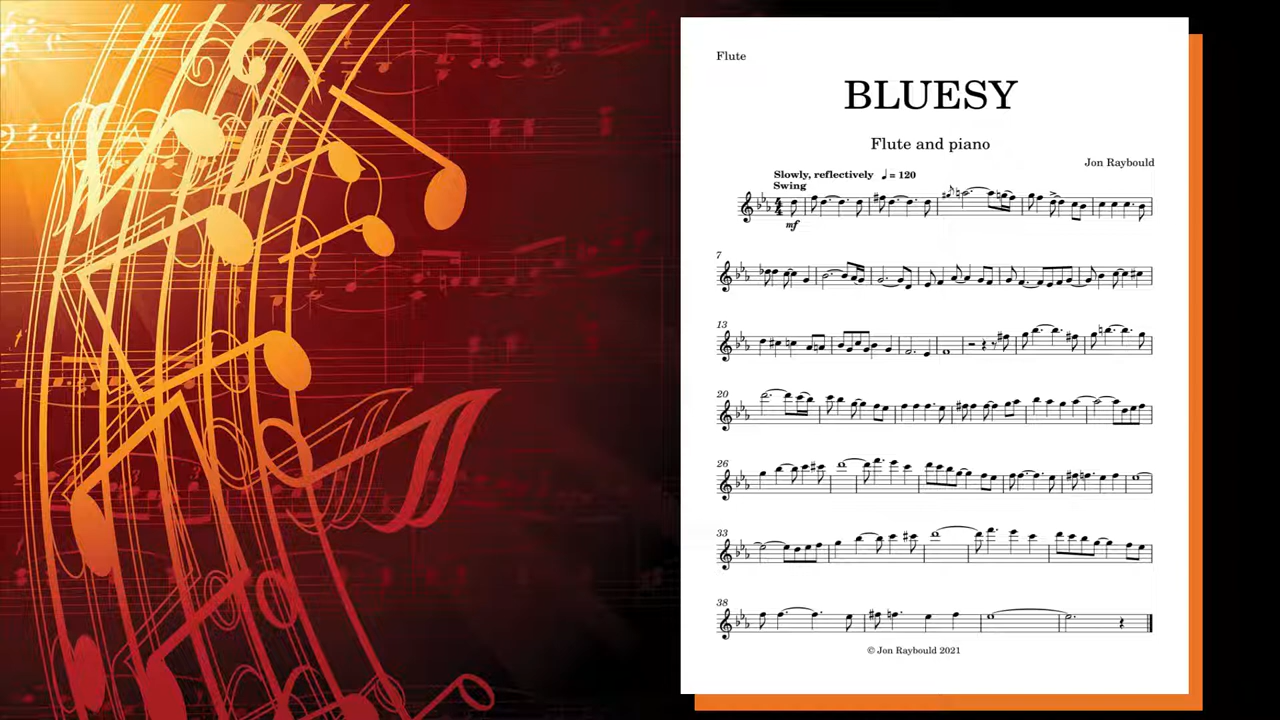 Flute
BLUESY
Flute and piano
Jon Raybould
Slowly, reflectively ♩ = 120
Swing
mf
7
13
20
26
33
38
© Jon Raybould 2021